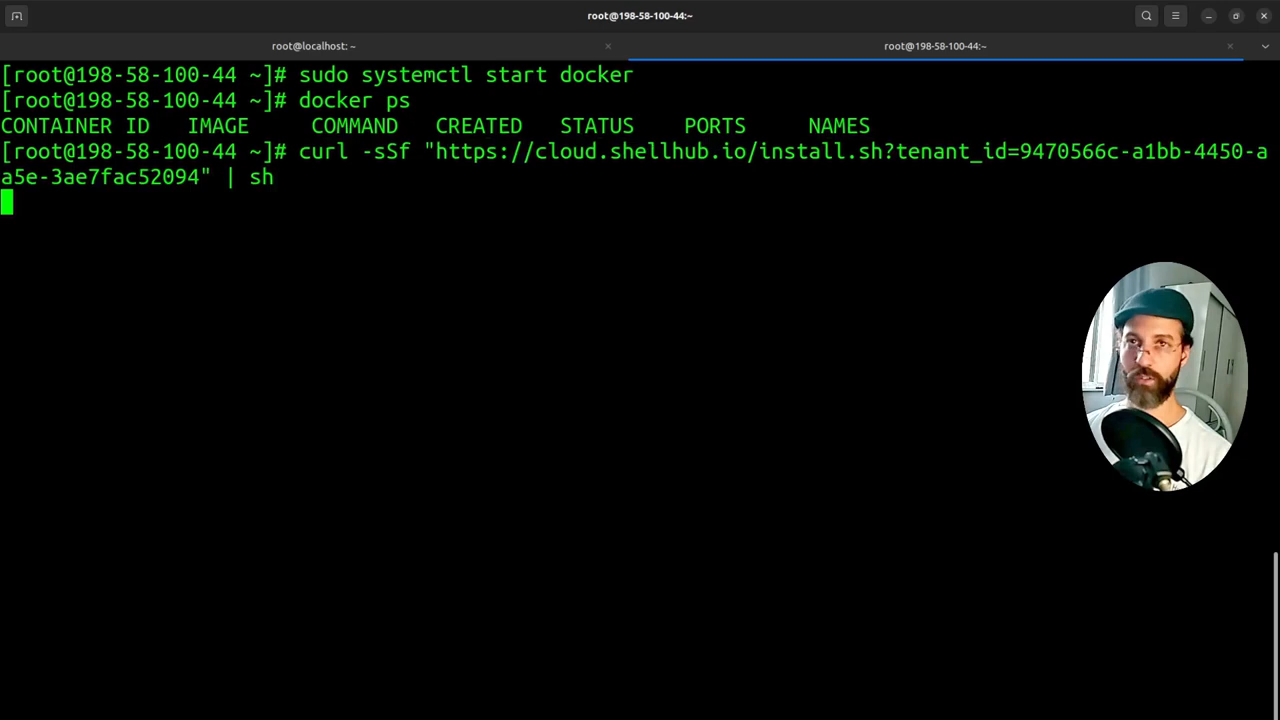 root@198-58-100-44:~
root@localhost: ~
root@198-58-100-44:~
[root@198-58-100-44 ~]# sudo systemctl start docker
[root@198-58-100-44 ~]# docker ps
CONTAINER ID   IMAGE     COMMAND   CREATED   STATUS    PORTS     NAMES
[root@198-58-100-44 ~]# curl -sSf "https://cloud.shellhub.io/install.sh?tenant_id=9470566c-a1bb-4450-a
a5e-3ae7fac52094" | sh